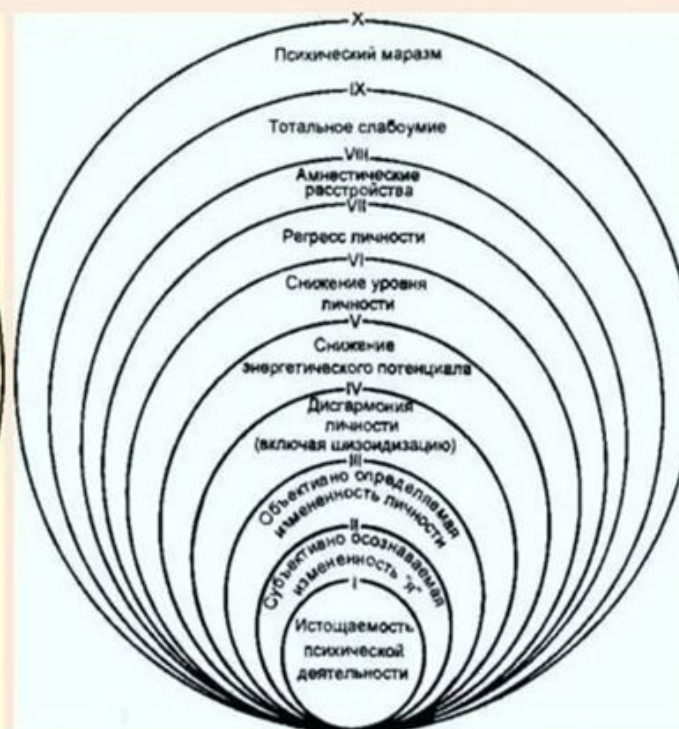 X
Психический маразм
IX
Тотальное слабоумие
VIII
Амнестические
расстройства
VII
Регресс личности
VI
Снижение уровня
личности
V
Снижение
энергетического потенциала
IV
Дисгармония
личности
(включая шизоидизацию)
III
Объективно определяемая
измененность личности
II
Субъективно осознаваемая
измененность "я"
I
Истощаемость
психической
деятельности